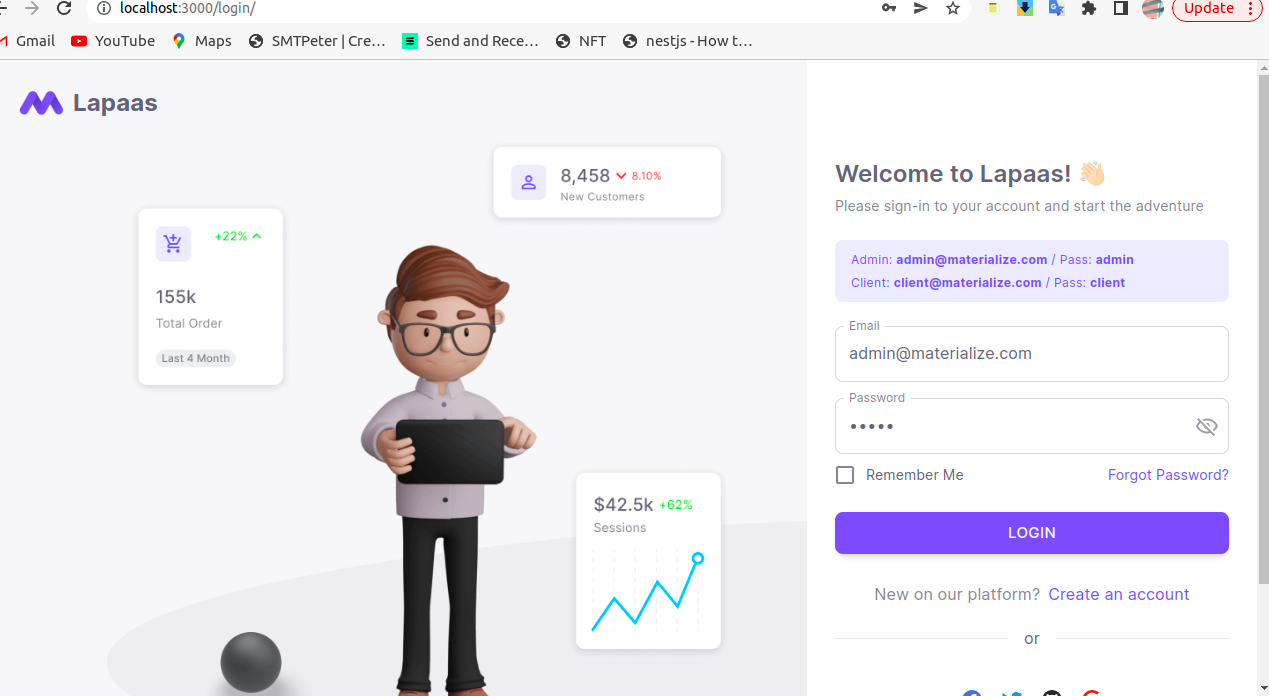 localhost:3000/login/
Update
Gmail
YouTube
Maps
SMTPeter | Cre…
Send and Rece…
NFT
nestjs - How t…
Lapaas
8,458 8.10%
New Customers
+22%
155k
Total Order
Last 4 Month
$42.5k +62%
Sessions
Welcome to Lapaas! 👋🏻
Please sign-in to your account and start the adventure
Admin: admin@materialize.com / Pass: admin
Client: client@materialize.com / Pass: client
Email
admin@materialize.com
Password
•••••
Remember Me
Forgot Password?
LOGIN
New on our platform? Create an account
or